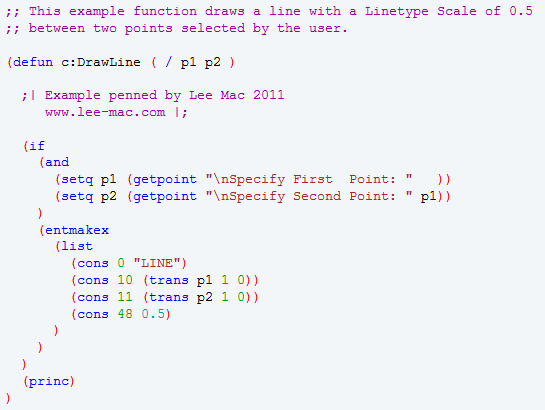 ;; This example function draws a line with a Linetype Scale of 0.5
;; between two points selected by the user.
(defun c:DrawLine ( / p1 p2 )
  ;| Example penned by Lee Mac 2011
     www.lee-mac.com |;
  (if
    (and
      (setq p1 (getpoint "\nSpecify First  Point: "   ))
      (setq p2 (getpoint "\nSpecify Second Point: " p1))
    )
    (entmakex
      (list
        (cons 0 "LINE")
        (cons 10 (trans p1 1 0))
        (cons 11 (trans p2 1 0))
        (cons 48 0.5)
      )
    )
  )
  (princ)
)